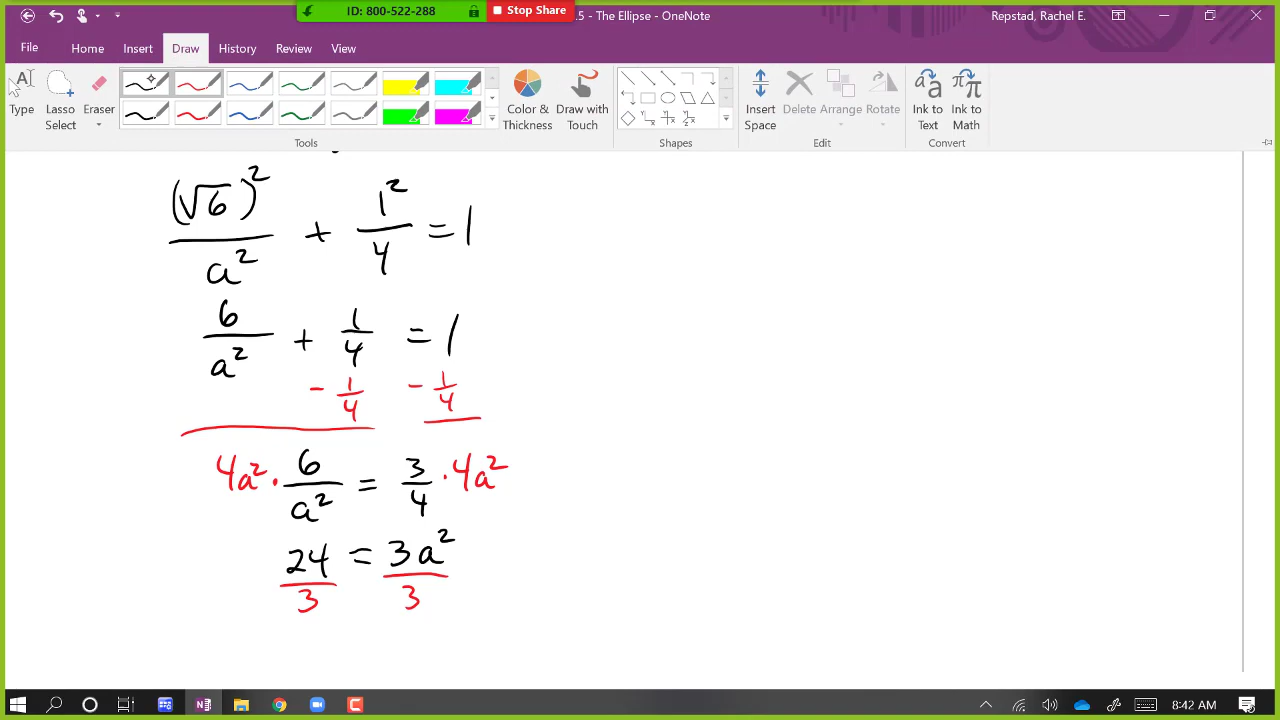 ID: 800-522-288 Stop Share
.5 - The Ellipse - OneNote Repstad, Rachel E.
File Home Insert Draw History Review View
Type Lasso Select Eraser Color & Thickness Draw with Touch Insert Space Delete Arrange Rotate Ink to Text Ink to Math
Tools Shapes Edit Convert
(√6)²/a² + 1²/4 = 1
6/a² + 1/4 = 1
- 1/4 - 1/4
4a² · 6/a² = 3/4 · 4a²
24 = 3a²
3 3
8:42 AM